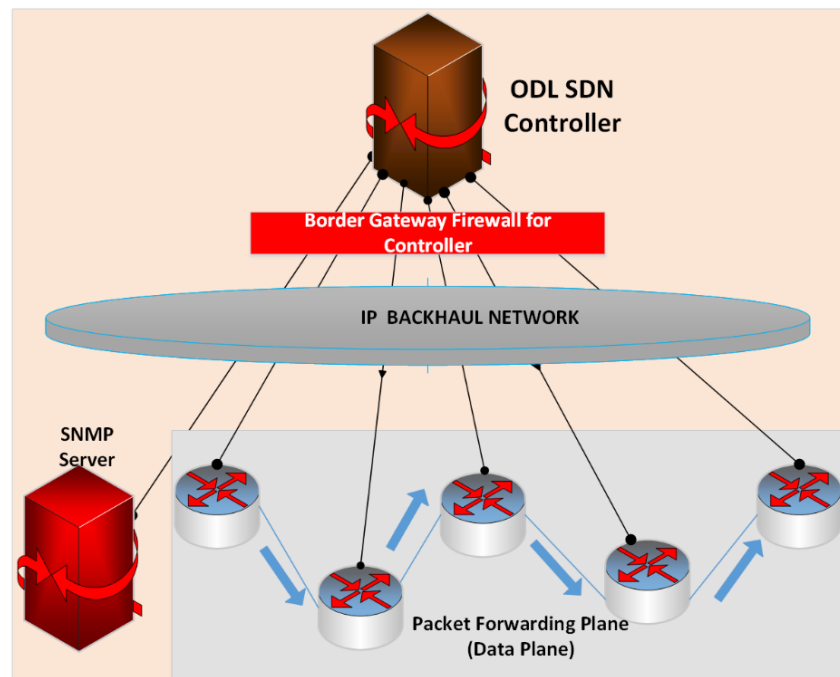 ODL SDN
Controller
Border Gateway Firewall for
Controller
IP BACKHAUL NETWORK
SNMP
Server
Packet Forwarding Plane
(Data Plane)